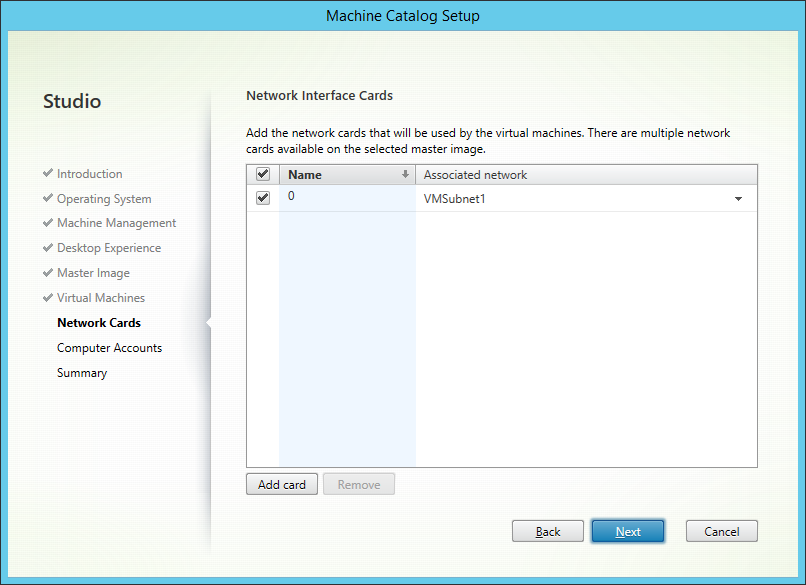 Machine Catalog Setup
Studio
Introduction
Operating System
Machine Management
Desktop Experience
Master Image
Virtual Machines
Network Cards
Computer Accounts
Summary
Network Interface Cards
Add the network cards that will be used by the virtual machines. There are multiple network
cards available on the selected master image.
Name Associated network
0 VMSubnet1
Add card Remove
Back Next Cancel